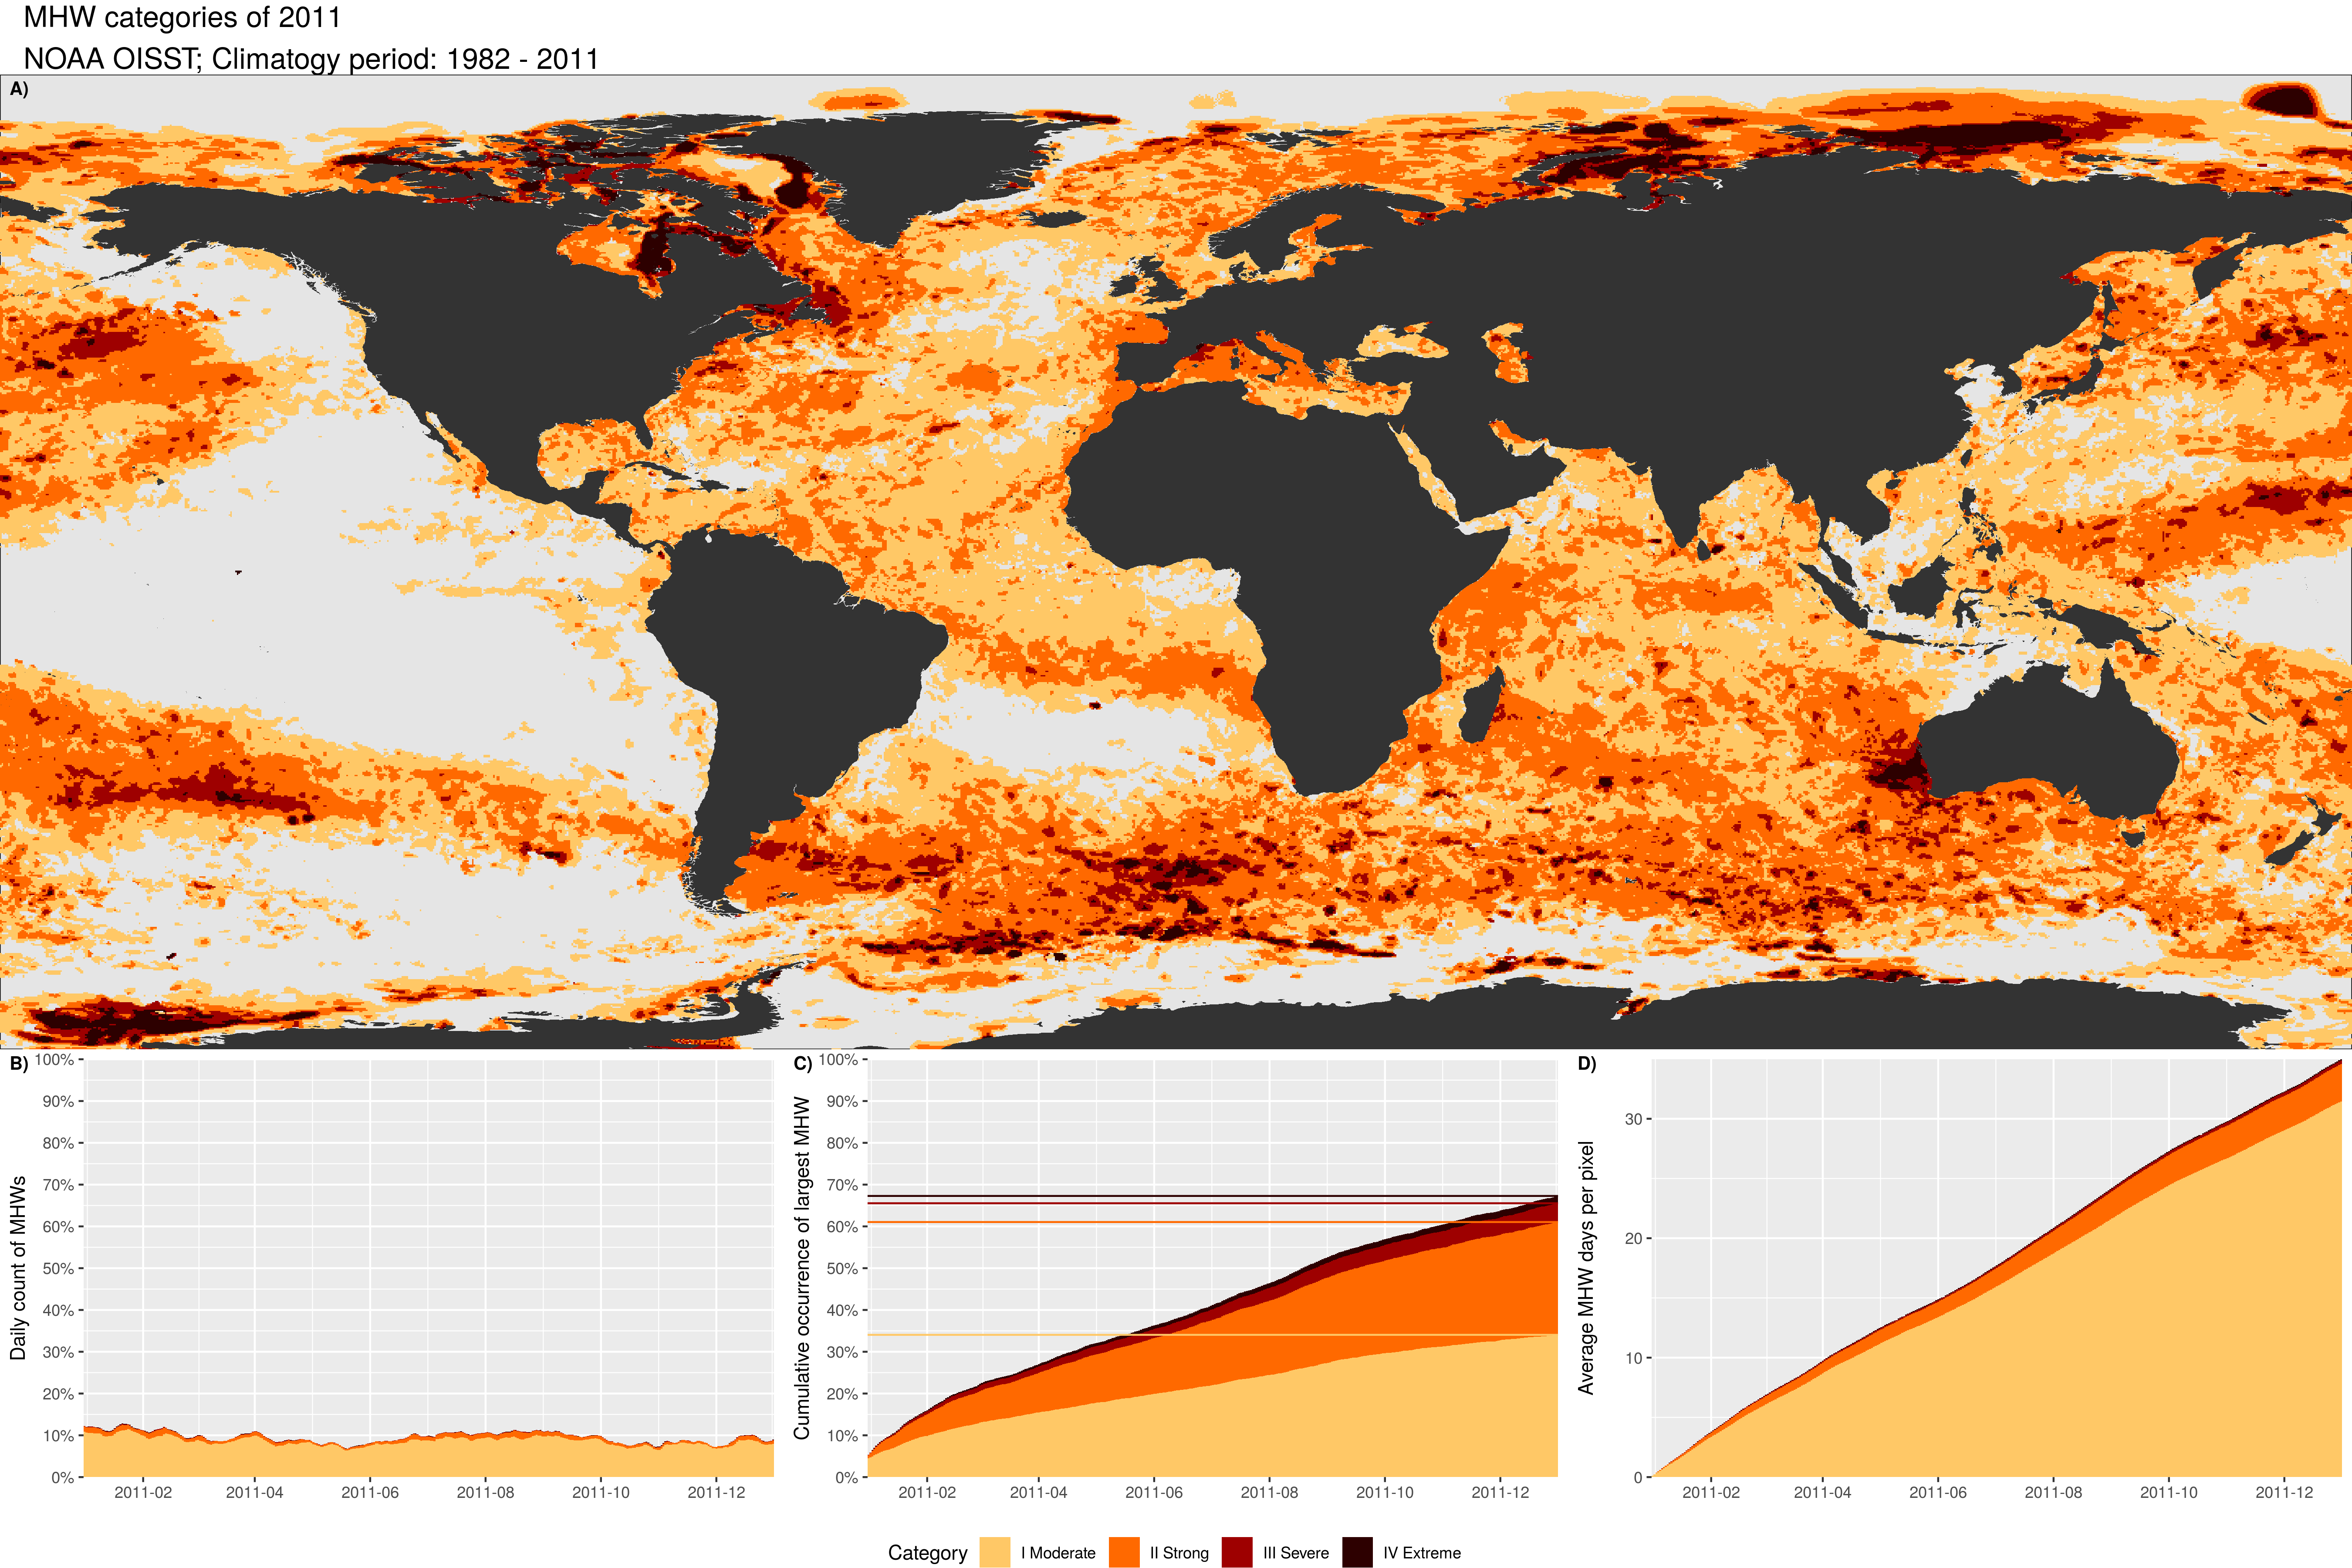 MHW categories of 2011
NOAA OISST; Climatogy period: 1982 - 2011
A)
B)
Daily count of MHWs
100%
90%
80%
70%
60%
50%
40%
30%
20%
10%
0%
2011-02 2011-04 2011-06 2011-08 2011-10 2011-12
C)
Cumulative occurrence of largest MHW
100%
90%
80%
70%
60%
50%
40%
30%
20%
10%
0%
2011-02 2011-04 2011-06 2011-08 2011-10 2011-12
D)
Average MHW days per pixel
30
20
10
0
2011-02 2011-04 2011-06 2011-08 2011-10 2011-12
Category I Moderate II Strong III Severe IV Extreme